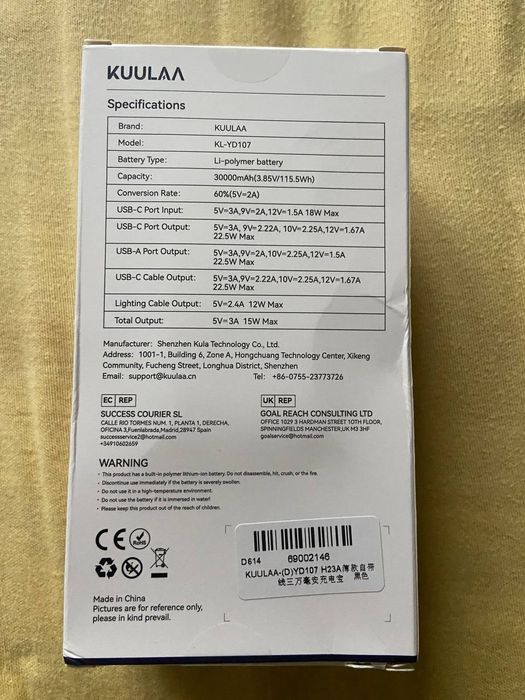 KUULAA
Specifications
Brand: KUULAA
Model: KL-YD107
Battery Type: Li-polymer battery
Capacity: 30000mAh(3.85V/115.5Wh)
Conversion Rate: 60%(5V=2A)
USB-C Port Input: 5V=3A,9V=2A,12V=1.5A 18W Max
USB-C Port Output: 5V=3A, 9V=2.22A, 10V=2.25A,12V=1.67A
22.5W Max
USB-A Port Output: 5V=3A,9V=2A,10V=2.25A,12V=1.5A
22.5W Max
USB-C Cable Output: 5V=3A,9V=2.22A,10V=2.25A,12V=1.67A
22.5W Max
Lighting Cable Output: 5V=2.4A 12W Max
Total Output: 5V=3A 15W Max
Manufacturer: Shenzhen Kula Technology Co., Ltd.
Address: 1001-1, Building 6, Zone A, Hongchuang Technology Center, Xikeng
Community, Fucheng Street, Longhua District, Shenzhen
Email: support@kuulaa.cn Tel: +86-0755-23773726
EC REP
SUCCESS COURIER SL
CALLE RIO TORMES NUM. 1, PLANTA 1, DERECHA,
OFICINA 3,Fuenlabrada,Madrid,28947 Spain
successservice2@hotmail.com
+34910602659
UK REP
GOAL REACH CONSULTING LTD
OFFICE 1029 3 HARDMAN STREET 10TH FLOOR,
SPINNINGFIELDS MANCHESTER,UK M3 3HF
goalservice@hotmail.com
WARNING
• This product has a built-in polymer lithium-ion battery. Do not disassemble, hit, crush, or the fire.
• Discontinue use immediately if the battery is severely swollen.
• Do not use it in a high-temperature environment.
• Do not use the battery if it is immersed in water!
• Please keep this product out of the reach of children.
CE RoHS
D614 69002146
KUULAA-(D)YD107 H23A薄款自带
线三万毫安充电宝 黑色
Made in China
Pictures are for reference only,
please in kind prevail.